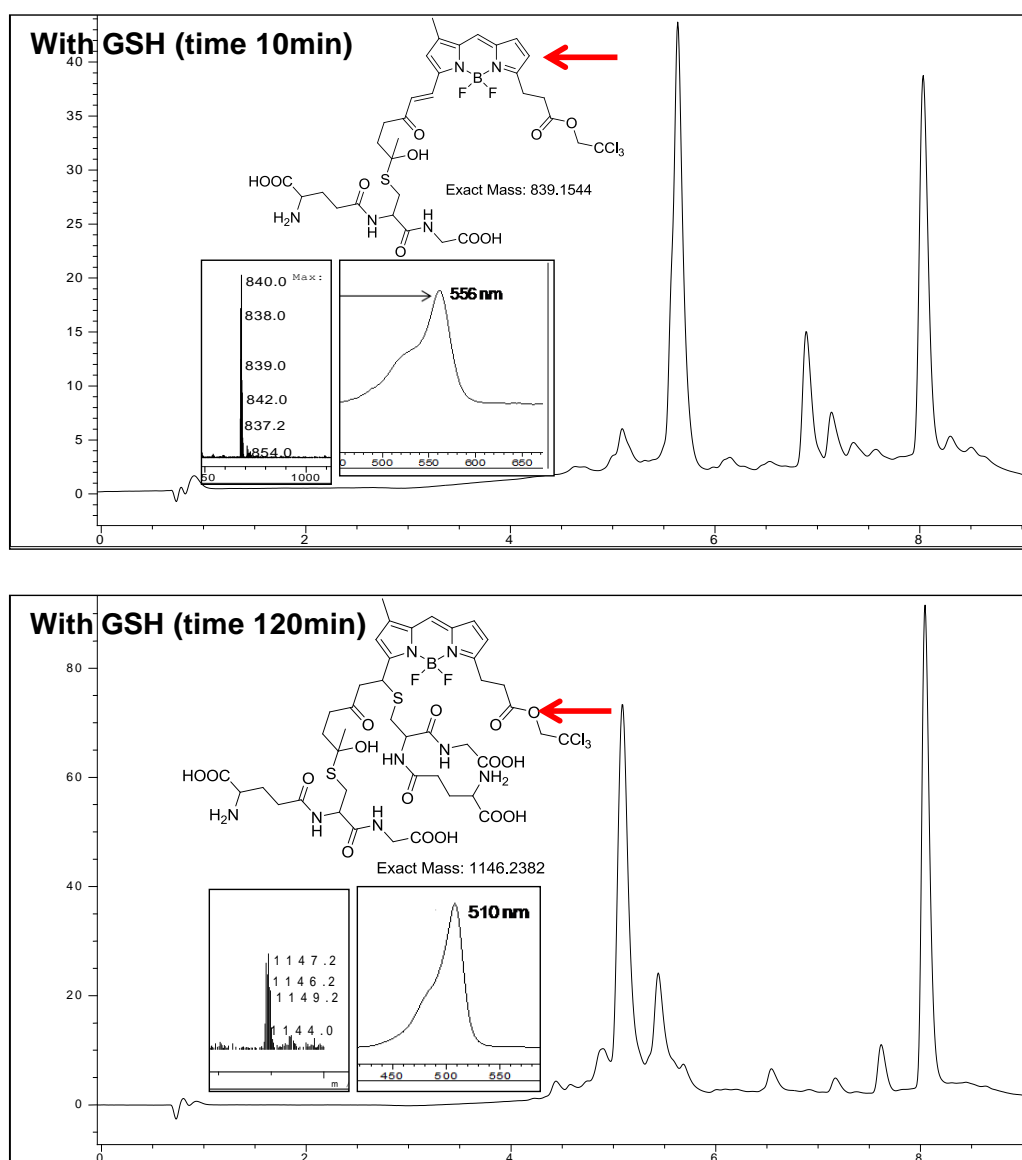 With GSH (time 10min)
40
35
30
25
20
15
10
5
0
N
N
B
F
F
O
O
O
CCl3
OH
S
HOOC
O
H2N
N
H
H
N
O
COOH
Exact Mass: 839.1544
Max:
840.0
838.0
839.0
842.0
837.2
854.0
50
1000
556 nm
500
550
600
650
0
2
4
6
8
With GSH (time 120min)
80
60
40
20
0
N
N
B
F
F
S
O
O
O
CCl3
OH
O
H
N
COOH
HN
O
NH2
COOH
S
HOOC
O
H2N
N
H
H
N
O
COOH
Exact Mass: 1146.2382
1147.2
1146.2
1149.2
1144.0
m
510 nm
450
500
550
0
2
4
6
8